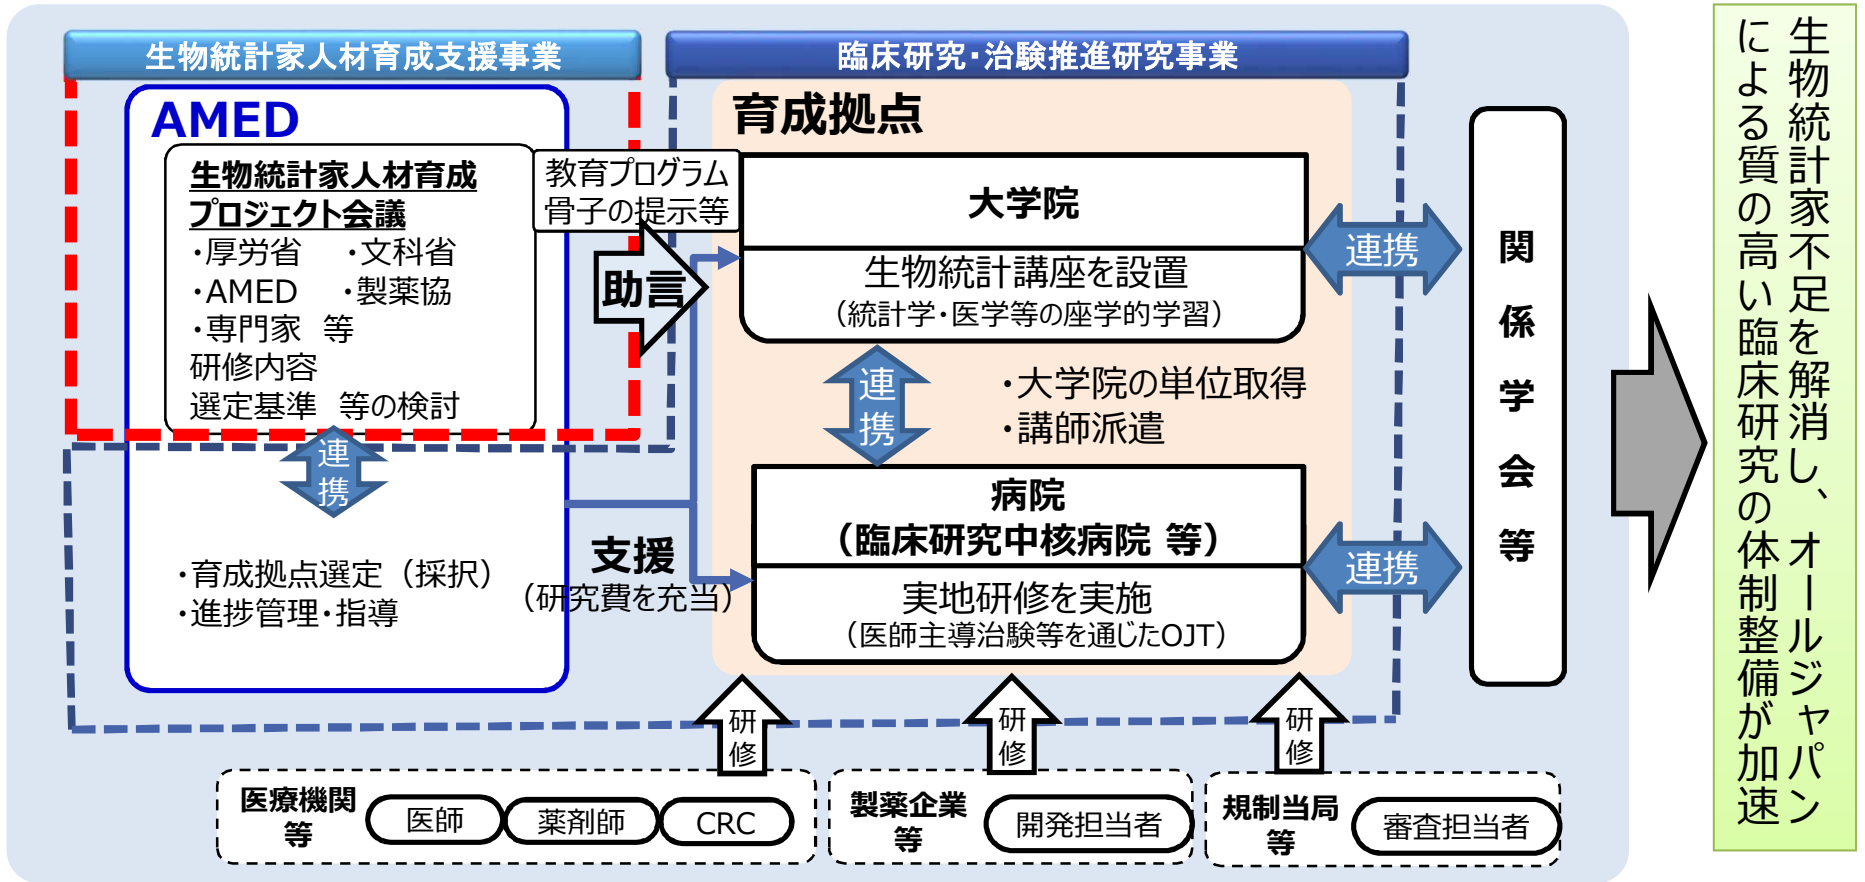 生物統計家人材育成支援事業
臨床研究・治験推進研究事業
AMED
生物統計家人材育成
プロジェクト会議
・厚労省　・文科省
・AMED　・製薬協
・専門家　等
研修内容
選定基準　等の検討
連携
・育成拠点選定（採択）
・進捗管理・指導
教育プログラム
骨子の提示等
助言
支援
（研究費を充当）
育成拠点
大学院
生物統計講座を設置
（統計学・医学等の座学的学習）
連携
・大学院の単位取得
・講師派遣
病院
（臨床研究中核病院 等）
実地研修を実施
（医師主導治験等を通じたOJT）
連携
連携
関係学会等
研修
研修
研修
医療機関
等
医師
薬剤師
CRC
製薬企業
等
開発担当者
規制当局
等
審査担当者
生物統計家不足を解消し、オールジャパン
による質の高い臨床研究の体制整備が加速